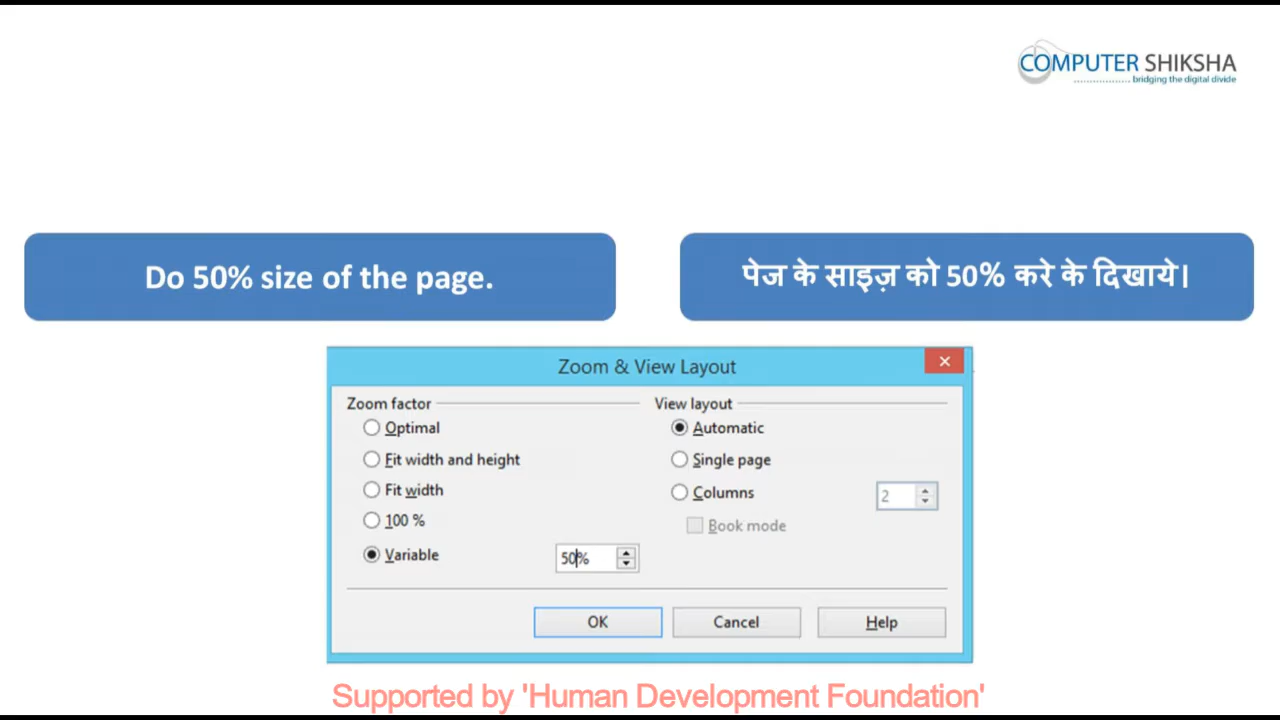 COMPUTER SHIKSHA
bridging the digital divide
Do 50% size of the page.
पेज के साइज़ को 50% करे के दिखाये।
Zoom & View Layout
Zoom factor
Optimal
Fit width and height
Fit width
100 %
Variable
50%
View layout
Automatic
Single page
Columns
2
Book mode
OK
Cancel
Help
Supported by 'Human Development Foundation'